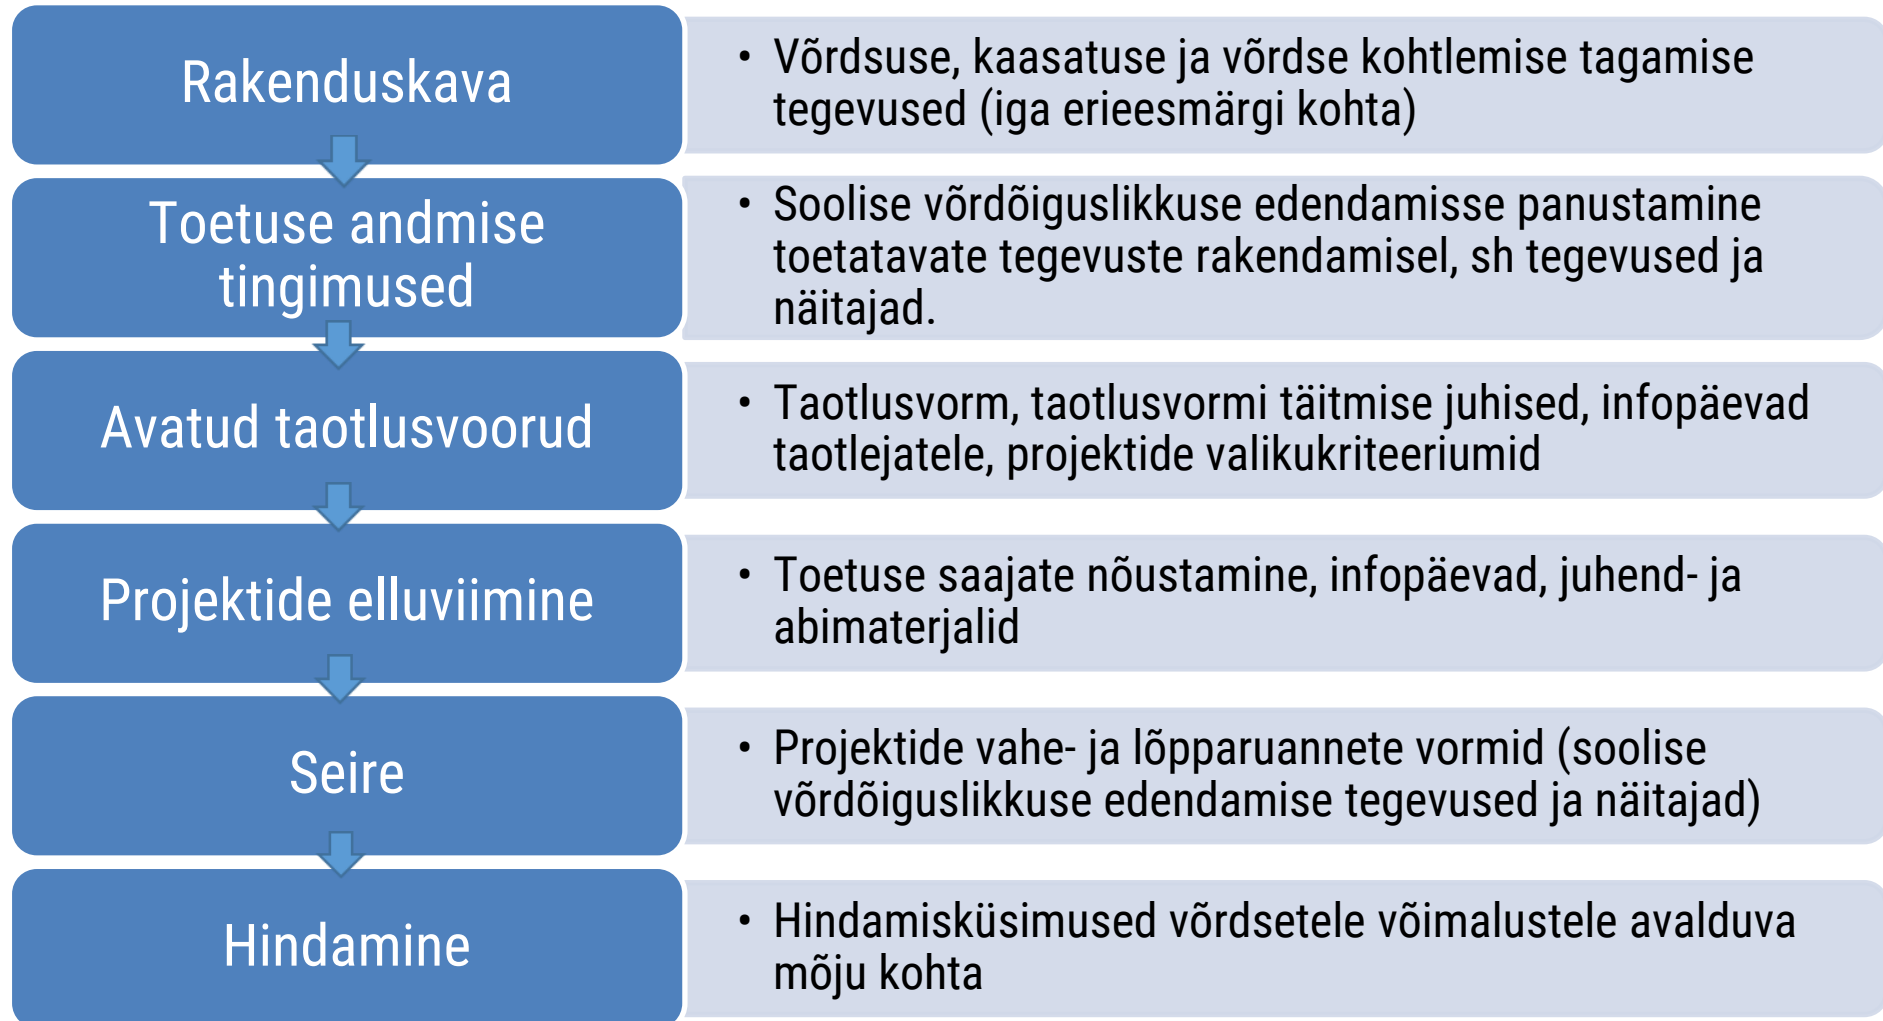 Rakenduskava
• Võrdsuse, kaasatuse ja võrdse kohtlemise tagamise
tegevused (iga erieesmärgi kohta)
Toetuse andmise
tingimused
• Soolise võrdõiguslikkuse edendamisse panustamine
toetatavate tegevuste rakendamisel, sh tegevused ja
näitajad.
Avatud taotlusvoorud
• Taotlusvorm, taotlusvormi täitmise juhised, infopäevad
taotlejatele, projektide valikukriteeriumid
Projektide elluviimine
• Toetuse saajate nõustamine, infopäevad, juhend- ja
abimaterjalid
Seire
• Projektide vahe- ja lõpparuannete vormid (soolise
võrdõiguslikkuse edendamise tegevused ja näitajad)
Hindamine
• Hindamisküsimused võrdsetele võimalustele avalduva
mõju kohta